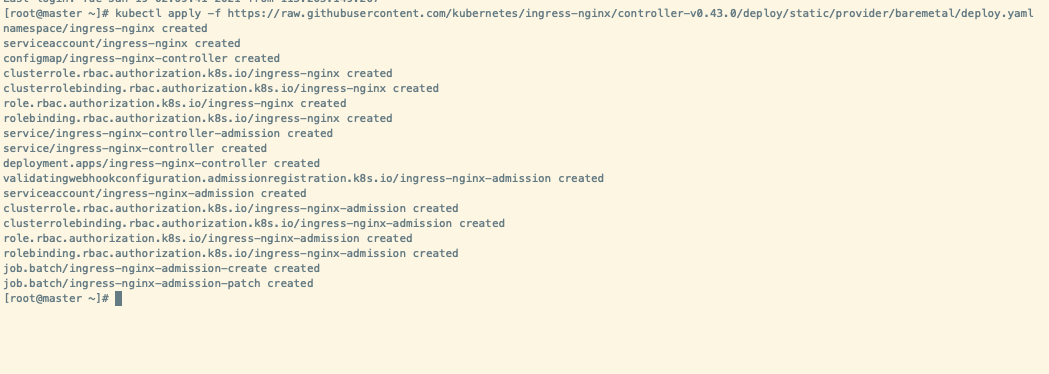 [root@master ~]# kubectl apply -f https://raw.githubusercontent.com/kubernetes/ingress-nginx/controller-v0.43.0/deploy/static/provider/baremetal/deploy.yaml
namespace/ingress-nginx created
serviceaccount/ingress-nginx created
configmap/ingress-nginx-controller created
clusterrole.rbac.authorization.k8s.io/ingress-nginx created
clusterrolebinding.rbac.authorization.k8s.io/ingress-nginx created
role.rbac.authorization.k8s.io/ingress-nginx created
rolebinding.rbac.authorization.k8s.io/ingress-nginx created
service/ingress-nginx-controller-admission created
service/ingress-nginx-controller created
deployment.apps/ingress-nginx-controller created
validatingwebhookconfiguration.admissionregistration.k8s.io/ingress-nginx-admission created
serviceaccount/ingress-nginx-admission created
clusterrole.rbac.authorization.k8s.io/ingress-nginx-admission created
clusterrolebinding.rbac.authorization.k8s.io/ingress-nginx-admission created
role.rbac.authorization.k8s.io/ingress-nginx-admission created
rolebinding.rbac.authorization.k8s.io/ingress-nginx-admission created
job.batch/ingress-nginx-admission-create created
job.batch/ingress-nginx-admission-patch created
[root@master ~]#